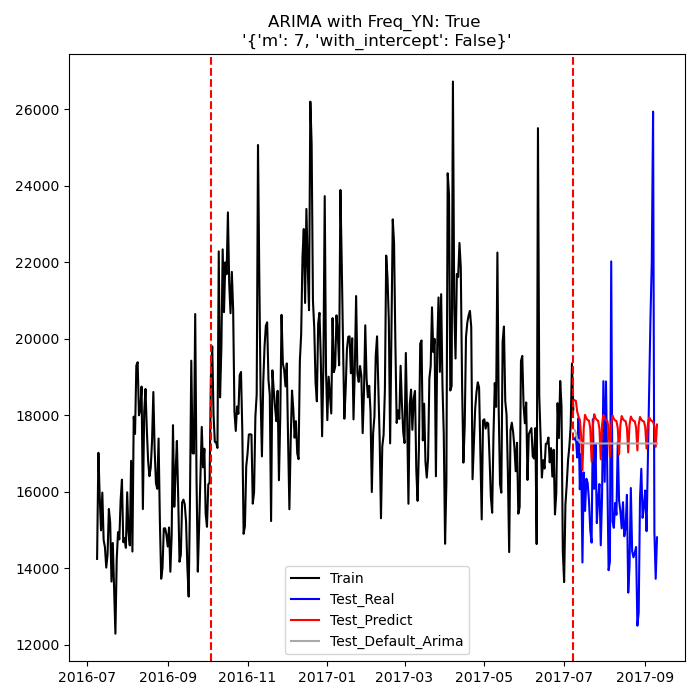 ARIMA with Freq_YN: True
'{'m': 7, 'with_intercept': False}'
26000
24000
22000
20000
18000
16000
14000
12000
Train
Test_Real
Test_Predict
Test_Default_Arima
2016-07 2016-09 2016-11 2017-01 2017-03 2017-05 2017-07 2017-09